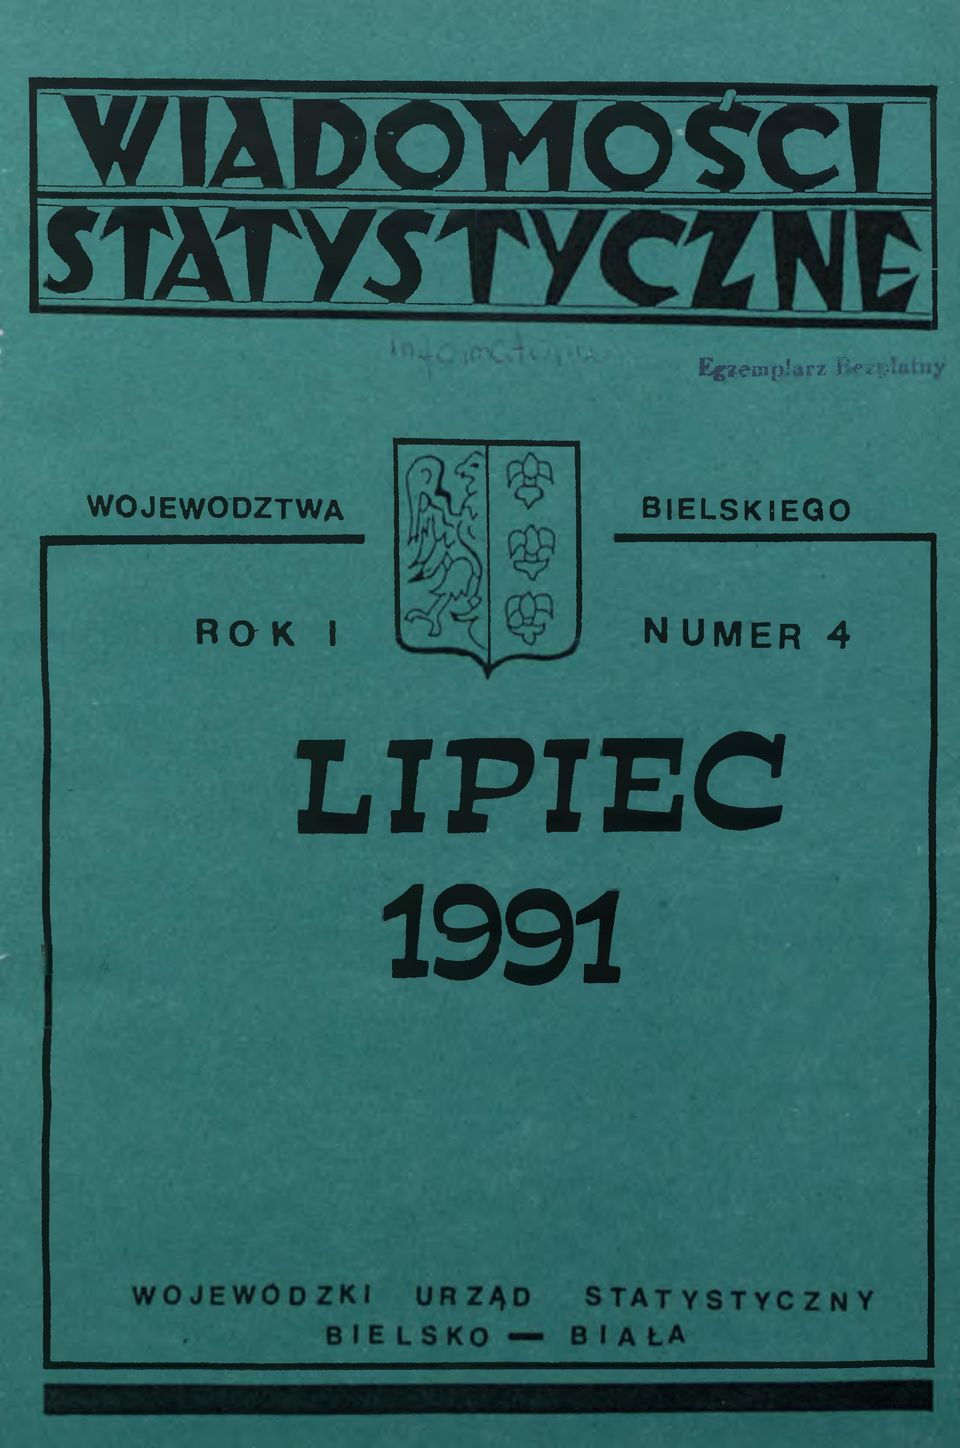 WIADOMOŚCI
STATYSTYCZNE
Egzemplarz Bezpłatny
WOJEWODZTWA BIELSKIEGO
ROK I NUMER 4
LIPIEC
1991
WOJEWÓDZKI URZĄD STATYSTYCZNY
BIELSKO — BIAŁA